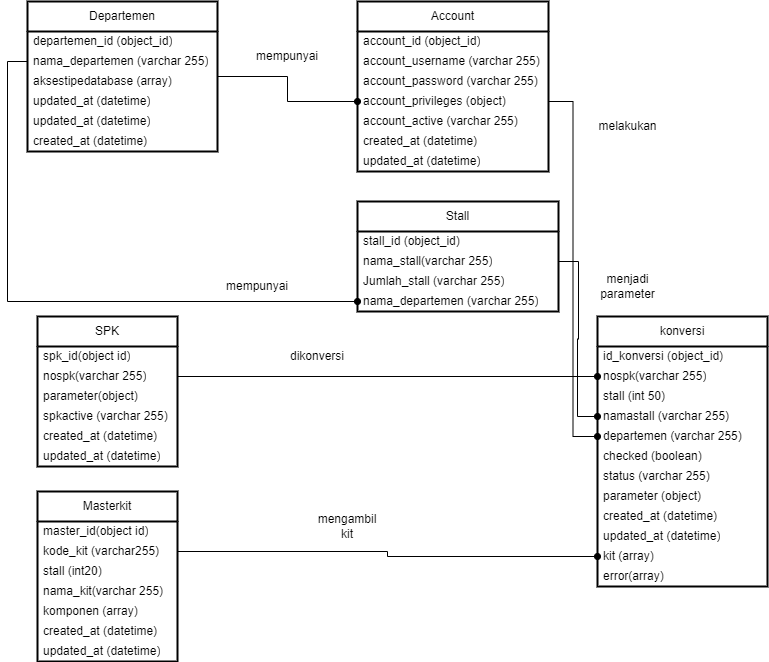 Departemen
departemen_id (object_id)
nama_departemen (varchar 255)
aksestipedatabase (array)
updated_at (datetime)
updated_at (datetime)
created_at (datetime)
mempunyai
Account
account_id (object_id)
account_username (varchar 255)
account_password (varchar 255)
account_privileges (object)
account_active (varchar 255)
created_at (datetime)
updated_at (datetime)
melakukan
Stall
stall_id (object_id)
nama_stall(varchar 255)
Jumlah_stall (varchar 255)
nama_departemen (varchar 255)
mempunyai
menjadi
parameter
SPK
spk_id(object id)
nospk(varchar 255)
parameter(object)
spkactive (varchar 255)
created_at (datetime)
updated_at (datetime)
dikonversi
konversi
id_konversi (object_id)
nospk(varchar 255)
stall (int 50)
namastall (varchar 255)
departemen (varchar 255)
checked (boolean)
status (varchar 255)
parameter (object)
created_at (datetime)
updated_at (datetime)
kit (array)
error(array)
Masterkit
master_id(object id)
kode_kit (varchar255)
stall (int20)
nama_kit(varchar 255)
komponen (array)
created_at (datetime)
updated_at (datetime)
mengambil
kit